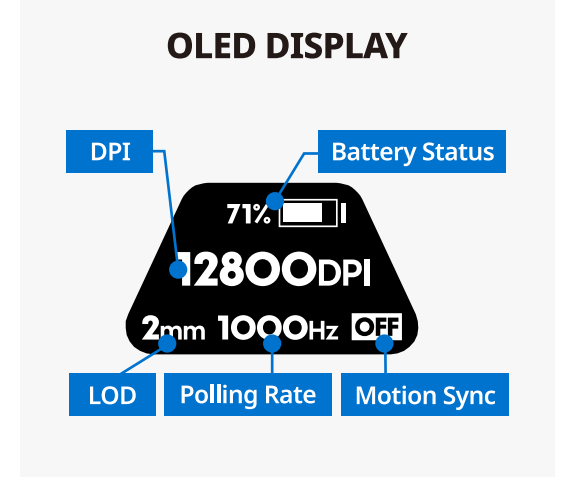 OLED DISPLAY
DPI
Battery Status
71%
12800DPI
2mm 1000Hz OFF
LOD
Polling Rate
Motion Sync